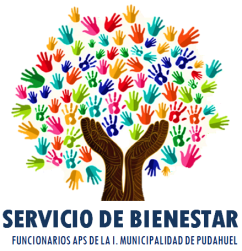 SERVICIO DE BIENESTAR
FUNCIONARIOS APS DE LA I. MUNICIPALIDAD DE PUDAHUEL